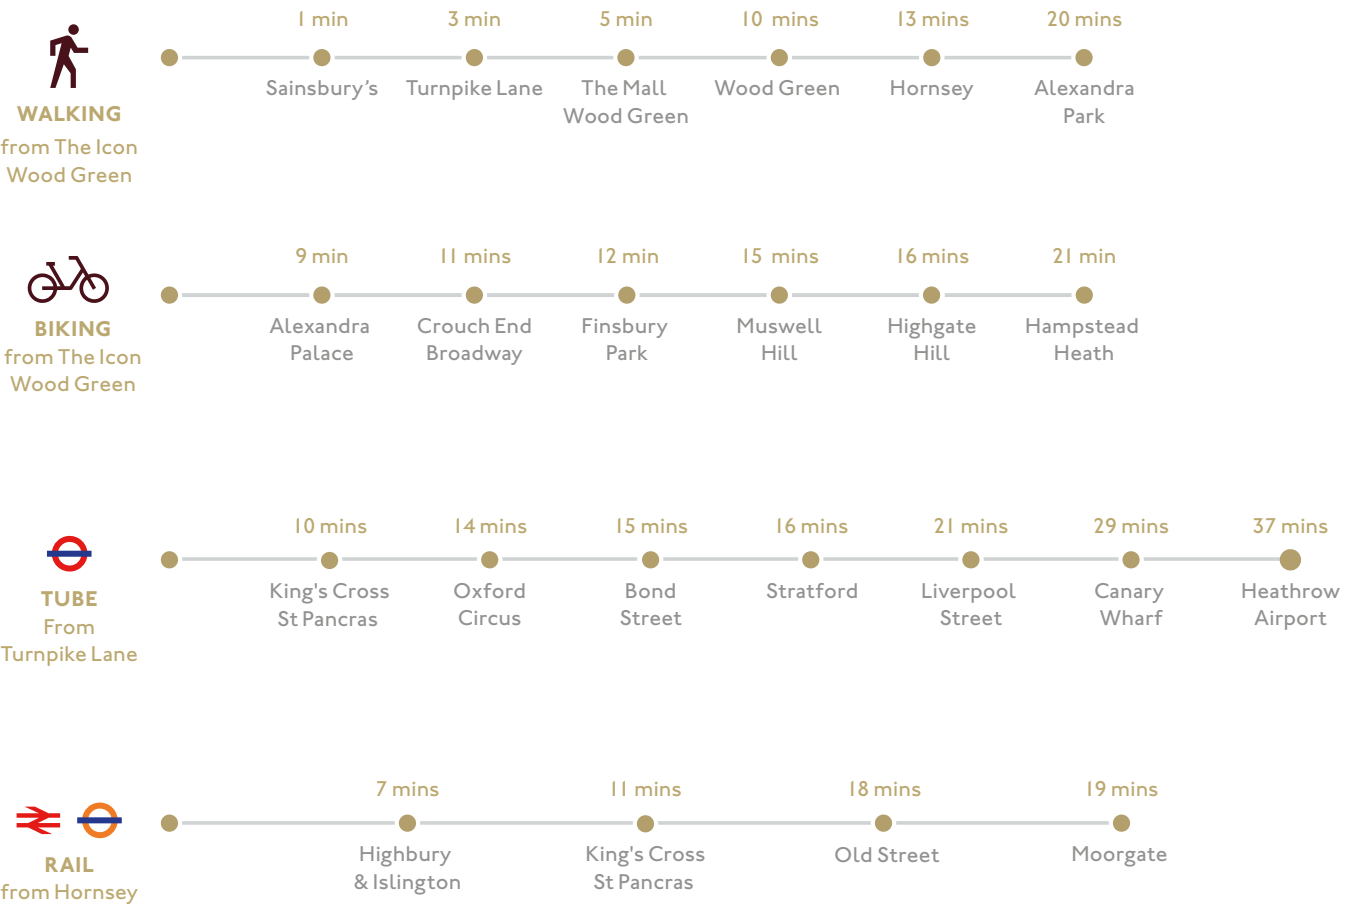 1 min
3 min
5 min
10 mins
13 mins
20 mins
Sainsbury’s
Turnpike Lane
The Mall
Wood Green
Wood Green
Hornsey
Alexandra
Park
WALKING
from The Icon
Wood Green
9 min
11 mins
12 min
15 mins
16 mins
21 min
Alexandra
Palace
Crouch End
Broadway
Finsbury
Park
Muswell
Hill
Highgate
Hill
Hampstead
Heath
BIKING
from The Icon
Wood Green
10 mins
14 mins
15 mins
16 mins
21 mins
29 mins
37 mins
King's Cross
St Pancras
Oxford
Circus
Bond
Street
Stratford
Liverpool
Street
Canary
Wharf
Heathrow
Airport
TUBE
From
Turnpike Lane
7 mins
11 mins
18 mins
19 mins
Highbury
& Islington
King's Cross
St Pancras
Old Street
Moorgate
RAIL
from Hornsey